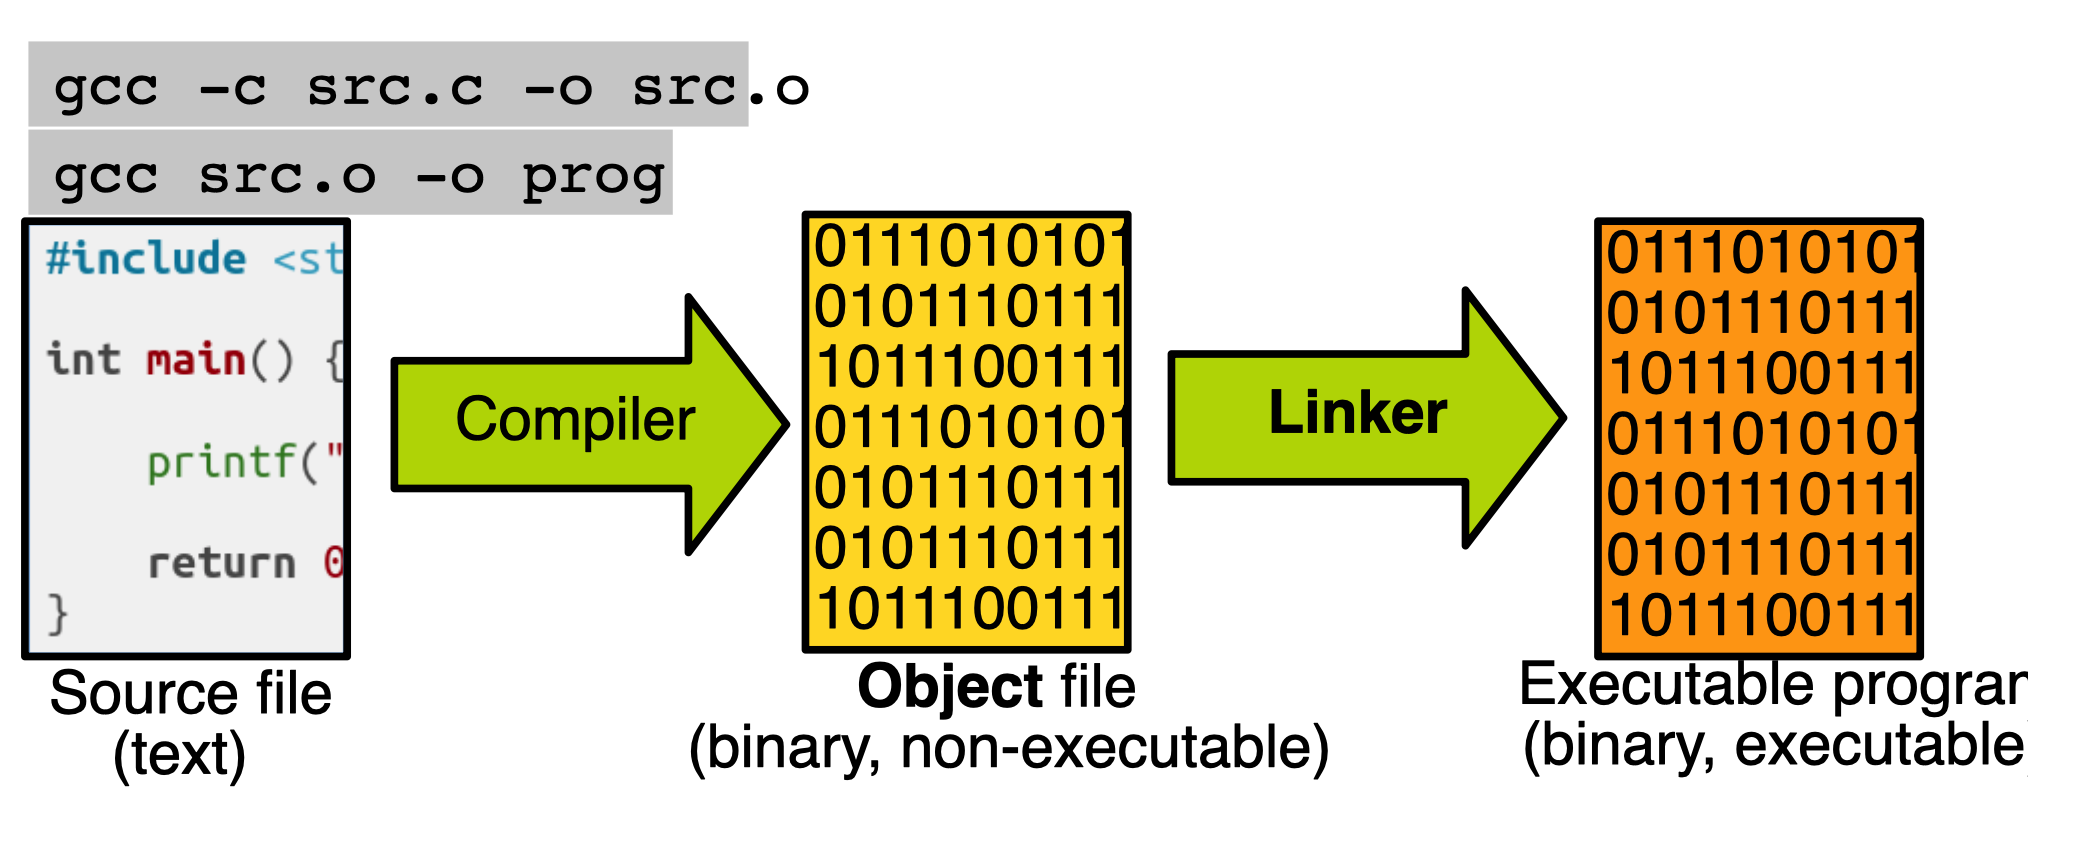 gcc -c src.c -o src.o
gcc src.o -o prog
#include <st
int main() {
printf("
return 0
}
Source file
(text)
Compiler
0111010101
0101110111
1011100111
0111010101
0101110111
0101110111
1011100111
Object file
(binary, non-executable)
Linker
0111010101
0101110111
1011100111
0111010101
0101110111
0101110111
1011100111
Executable
(binary, executable